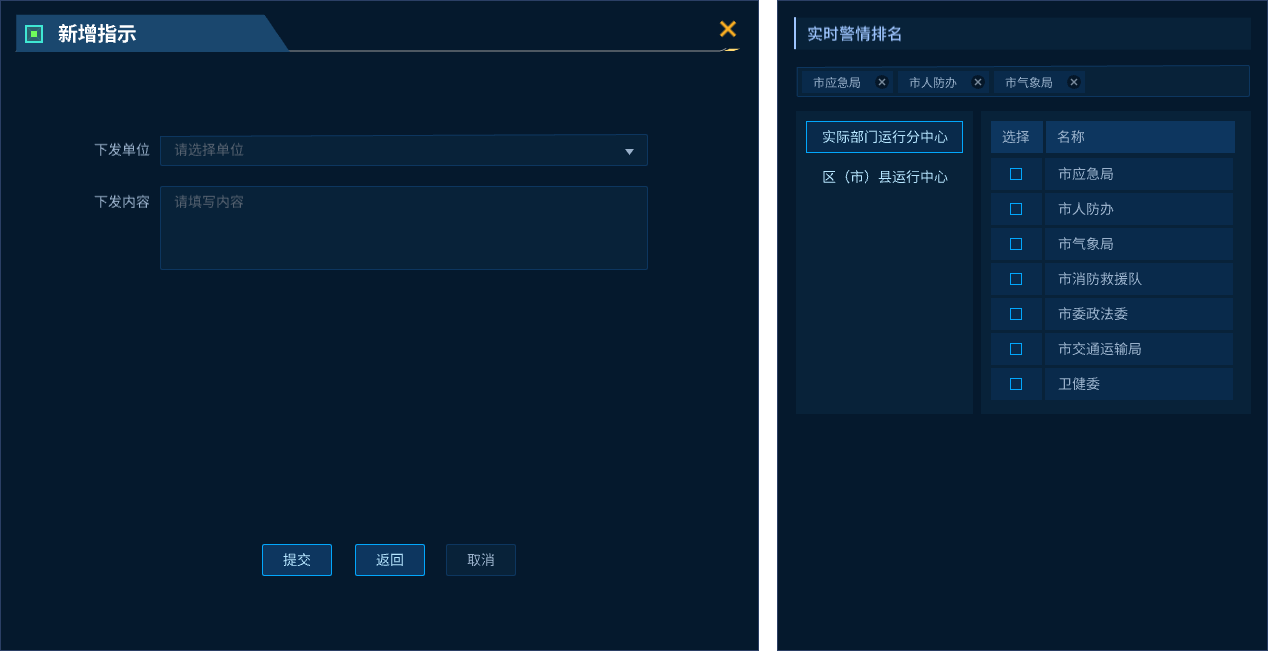 新增指示
下发单位
请选择单位
下发内容
请填写内容
提交
返回
取消
实时警情排名
市应急局
市人防办
市气象局
实际部门运行分中心
区（市）县运行中心
选择
名称
市应急局
市人防办
市气象局
市消防救援队
市委政法委
市交通运输局
卫健委